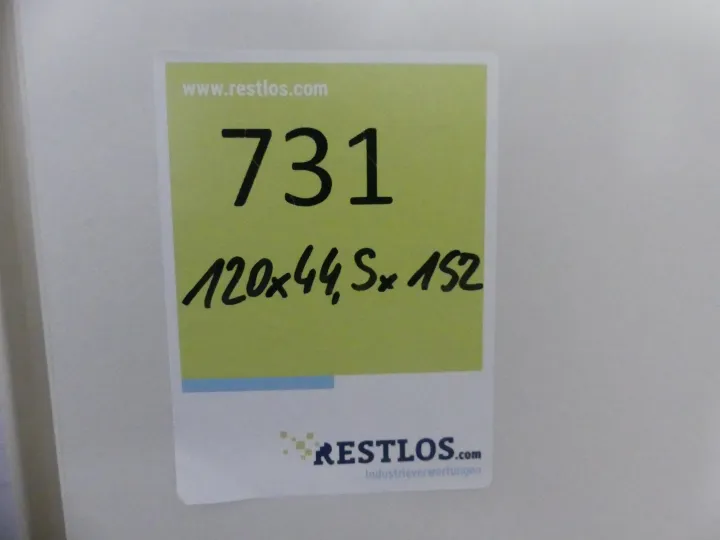 www.restlos.com
731
120x44,5x152
RESTLOS.com
Industrieverwertungen